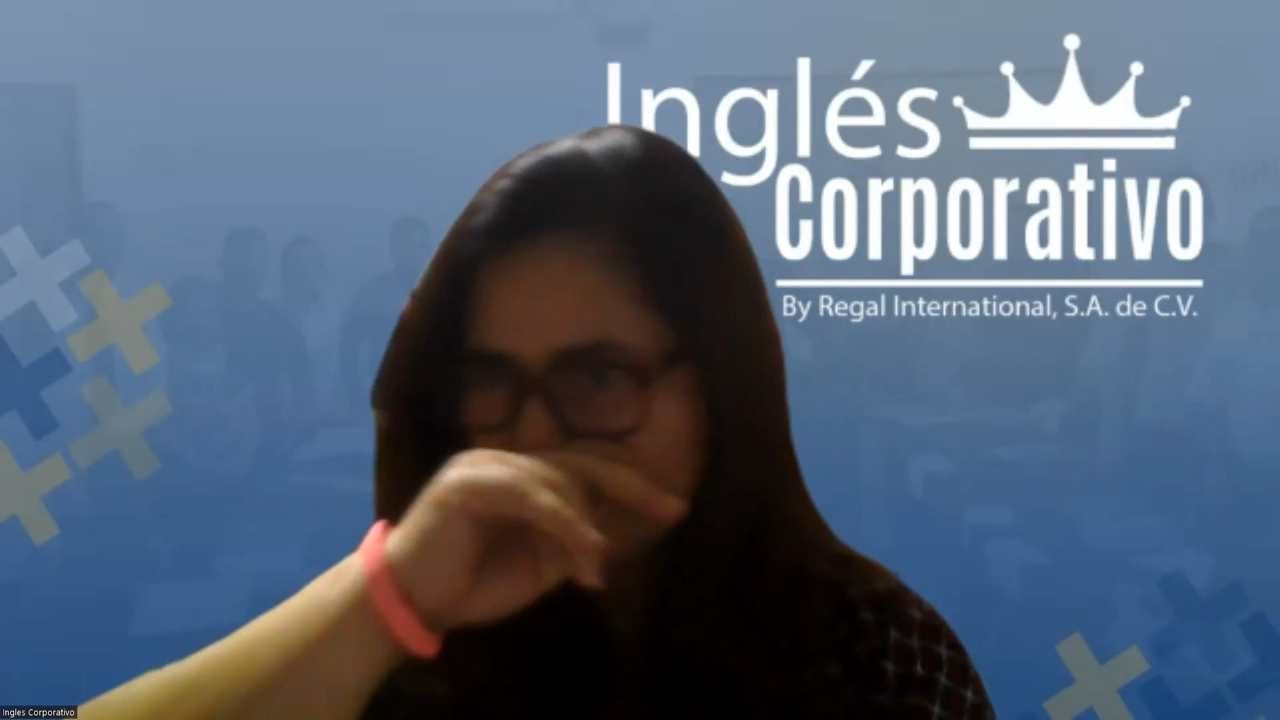 Inglés
Corporativo
By Regal International, S.A. de C.V.
Ingles Corporativo